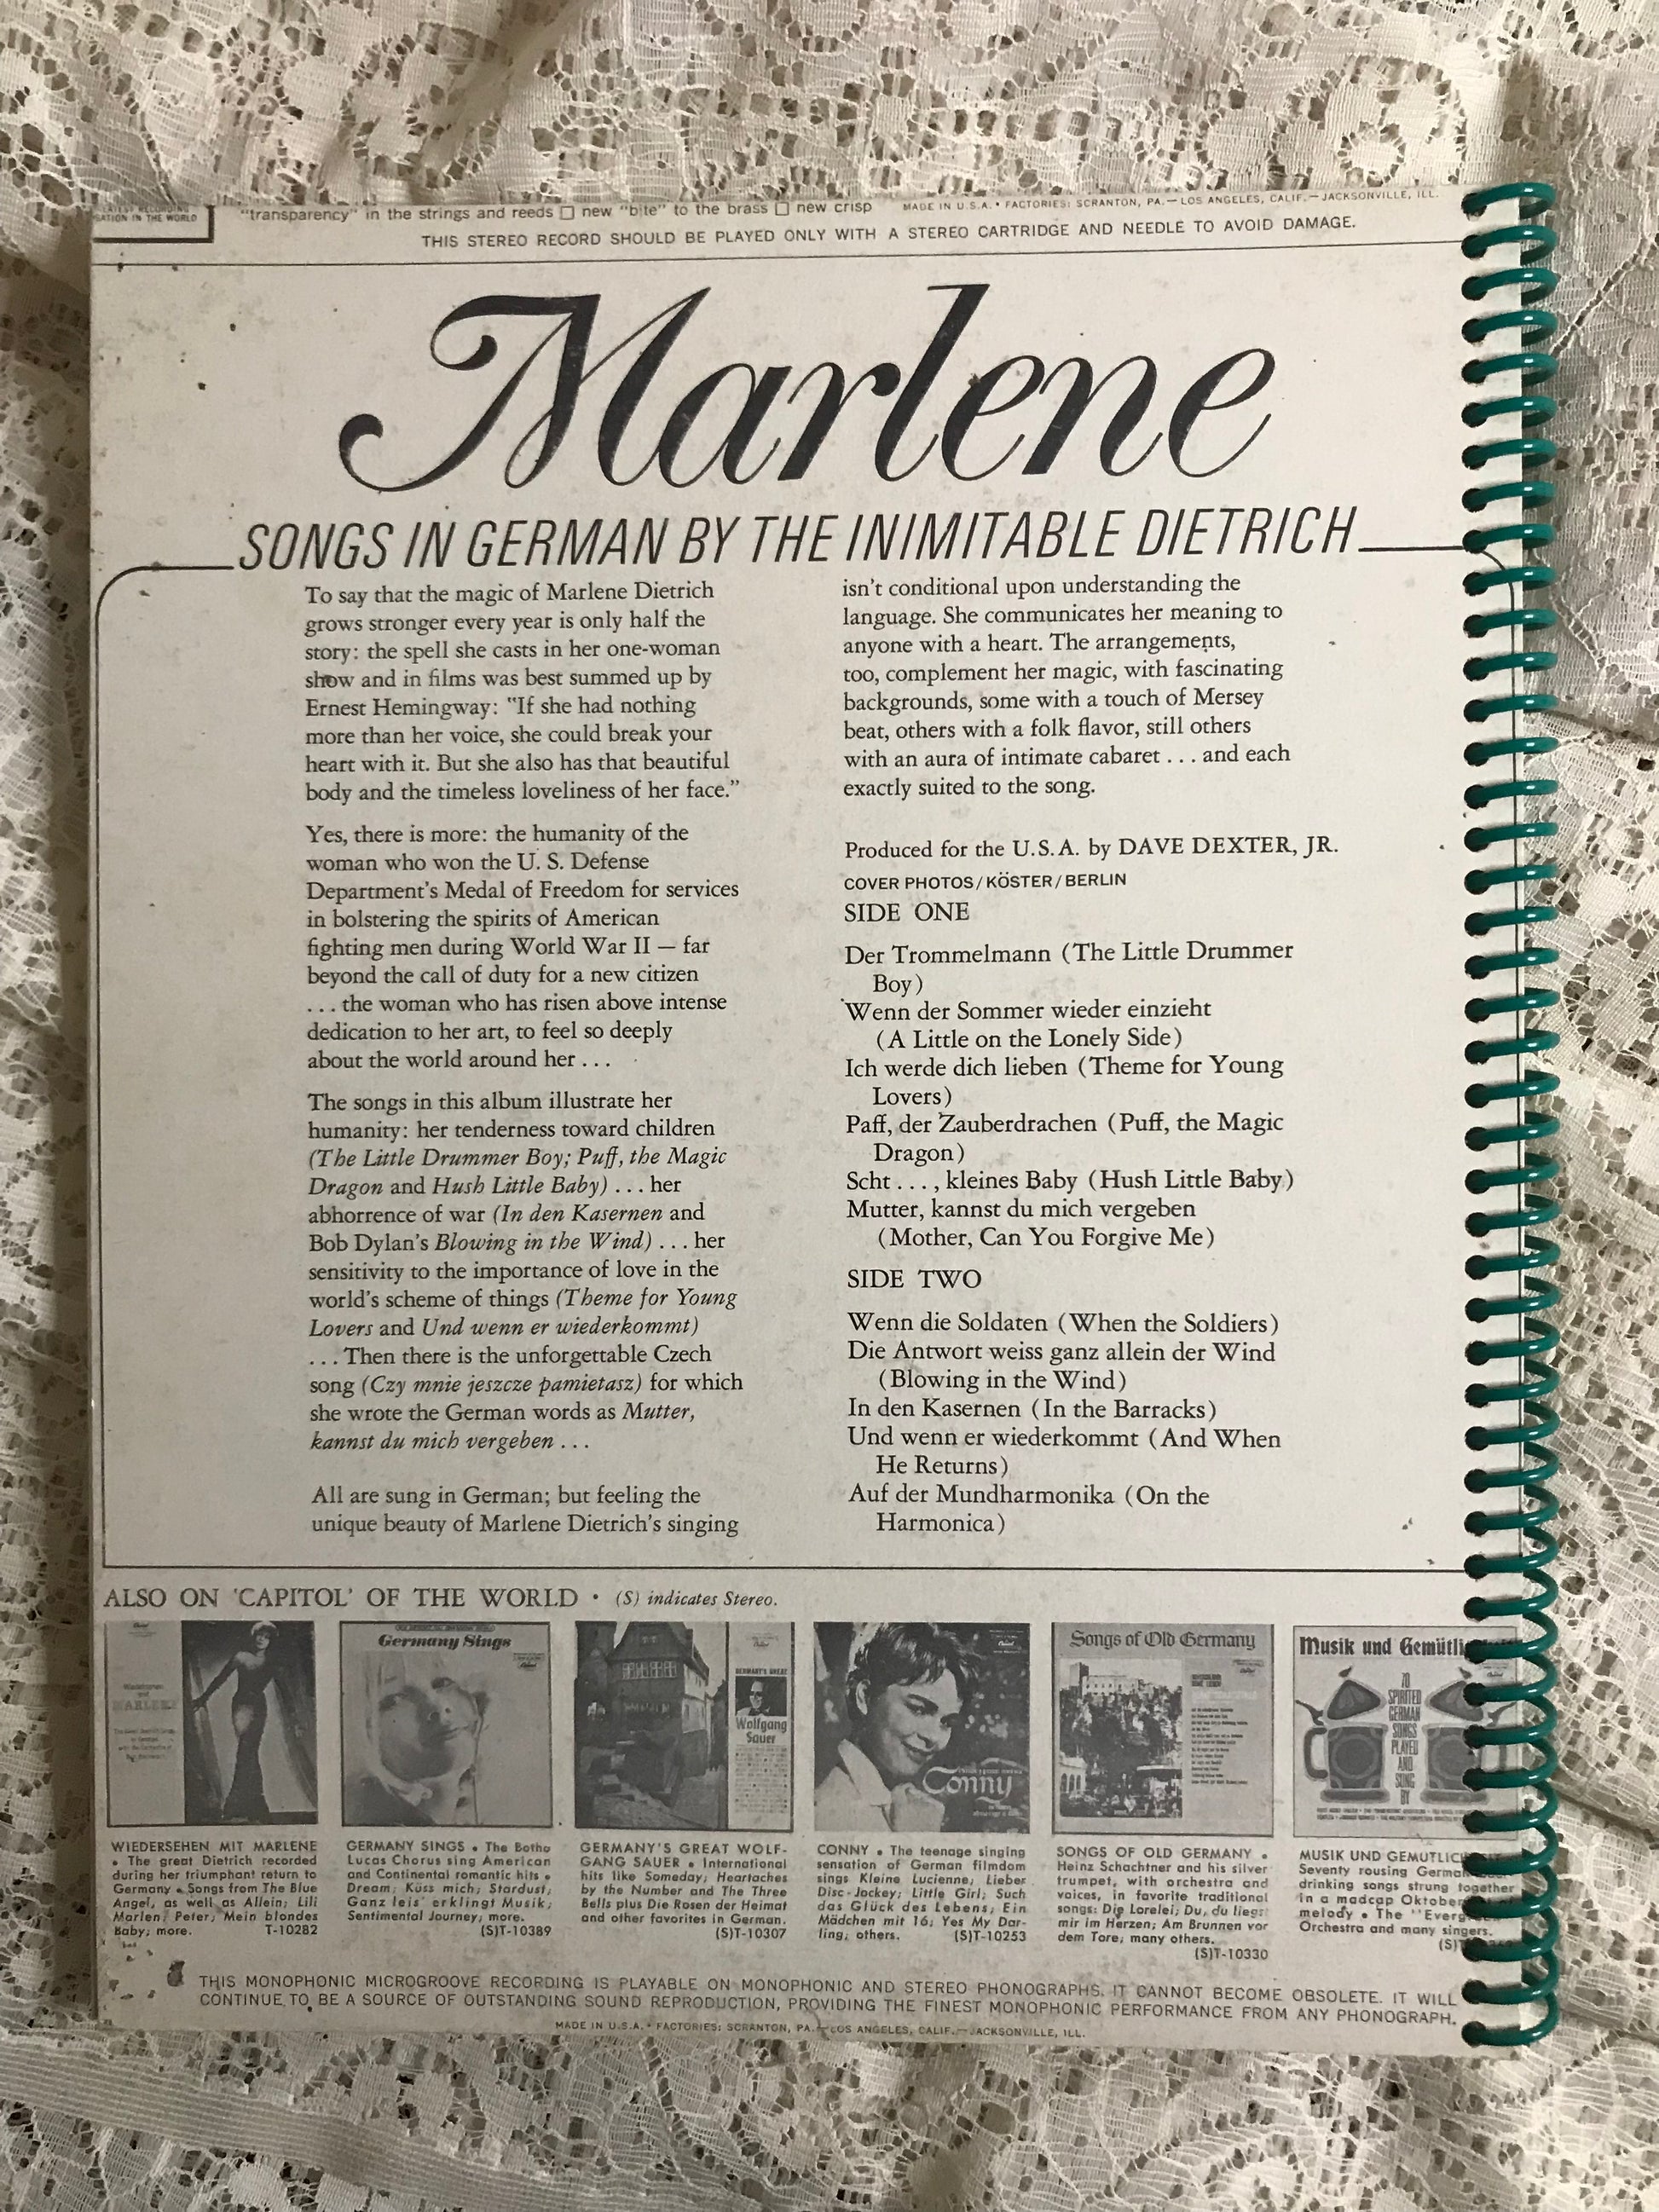 SATION IN THE WORLD
"transparency" in the strings and reeds □ new "bite" to the brass □ new crisp
MADE IN U.S.A. • FACTORIES: SCRANTON, PA.—LOS ANGELES, CALIF.—JACKSONVILLE, ILL.
THIS STEREO RECORD SHOULD BE PLAYED ONLY WITH A STEREO CARTRIDGE AND NEEDLE TO AVOID DAMAGE.
Marlene
SONGS IN GERMAN BY THE INIMITABLE DIETRICH
To say that the magic of Marlene Dietrich
grows stronger every year is only half the
story: the spell she casts in her one-woman
show and in films was best summed up by
Ernest Hemingway: "If she had nothing
more than her voice, she could break your
heart with it. But she also has that beautiful
body and the timeless loveliness of her face."
Yes, there is more: the humanity of the
woman who won the U. S. Defense
Department's Medal of Freedom for services
in bolstering the spirits of American
fighting men during World War II — far
beyond the call of duty for a new citizen
. . . the woman who has risen above intense
dedication to her art, to feel so deeply
about the world around her . . .
The songs in this album illustrate her
humanity: her tenderness toward children
(The Little Drummer Boy; Puff, the Magic
Dragon and Hush Little Baby) . . . her
abhorrence of war (In den Kasernen and
Bob Dylan's Blowing in the Wind) . . . her
sensitivity to the importance of love in the
world's scheme of things (Theme for Young
Lovers and Und wenn er wiederkommt)
. . . Then there is the unforgettable Czech
song (Czy mnie jeszcze pamietasz) for which
she wrote the German words as Mutter,
kannst du mich vergeben . . .
All are sung in German; but feeling the
unique beauty of Marlene Dietrich's singing
isn't conditional upon understanding the
language. She communicates her meaning to
anyone with a heart. The arrangements,
too, complement her magic, with fascinating
backgrounds, some with a touch of Mersey
beat, others with a folk flavor, still others
with an aura of intimate cabaret . . . and each
exactly suited to the song.
Produced for the U.S.A. by DAVE DEXTER, JR.
COVER PHOTOS/KÖSTER/BERLIN
SIDE ONE
Der Trommelmann (The Little Drummer
Boy)
Wenn der Sommer wieder einzieht
(A Little on the Lonely Side)
Ich werde dich lieben (Theme for Young
Lovers)
Paff, der Zauberdrachen (Puff, the Magic
Dragon)
Scht . . . , kleines Baby (Hush Little Baby)
Mutter, kannst du mich vergeben
(Mother, Can You Forgive Me)
SIDE TWO
Wenn die Soldaten (When the Soldiers)
Die Antwort weiss ganz allein der Wind
(Blowing in the Wind)
In den Kasernen (In the Barracks)
Und wenn er wiederkommt (And When
He Returns)
Auf der Mundharmonika (On the
Harmonica)
ALSO ON 'CAPITOL' OF THE WORLD • (S) indicates Stereo.
MARLENE
Germany Sings
GERMANY'S GREAT
Wolfgang
Sauer
Conny
Songs of Old Germany
Musik und Gemütli
70
SPIRITED
GERMAN
SONGS
PLAYED
AND
SUNG
BY
WIEDERSEHEN MIT MARLENE
• The great Dietrich recorded
during her triumphant return to
Germany • Songs from The Blue
Angel, as well as Allein; Lili
Marlen; Peter; Mein blondes
Baby; more. T-10282
GERMANY SINGS • The Botho
Lucas Chorus sing American
and Continental romantic hits •
Dream; Küss mich; Stardust;
Ganz leis' erklingt Musik;
Sentimental Journey; more.
(S)T-10389
GERMANY'S GREAT WOLF-
GANG SAUER • International
hits like Someday; Heartaches
by the Number and The Three
Bells plus Die Rosen der Heimat
and other favorites in German.
(S)T-10307
CONNY • The teenage singing
sensation of German filmdom
sings Kleine Lucienne; Lieber
Disc-Jockey; Little Girl; Such
das Glück des Lebens; Ein
Mädchen mit 16; Yes My Dar-
ling; others. (S)T-10253
SONGS OF OLD GERMANY •
Heinz Schachtner and his silver
trumpet, with orchestra and
voices, in favorite traditional
songs: Die Lorelei; Du, du liegst
mir im Herzen; Am Brunnen vor
dem Tore; many others.
(S)T-10330
MUSIK UND GEMUTLICH
Seventy rousing German
drinking songs strung together
in a madcap Oktober
melody • The "Everg
Orchestra and many singers.
(S)T
THIS MONOPHONIC MICROGROOVE RECORDING IS PLAYABLE ON MONOPHONIC AND STEREO PHONOGRAPHS. IT CANNOT BECOME OBSOLETE. IT WILL
CONTINUE TO BE A SOURCE OF OUTSTANDING SOUND REPRODUCTION, PROVIDING THE FINEST MONOPHONIC PERFORMANCE FROM ANY PHONOGRAPH.
MADE IN U.S.A. • FACTORIES: SCRANTON, PA.—LOS ANGELES, CALIF.—JACKSONVILLE, ILL.